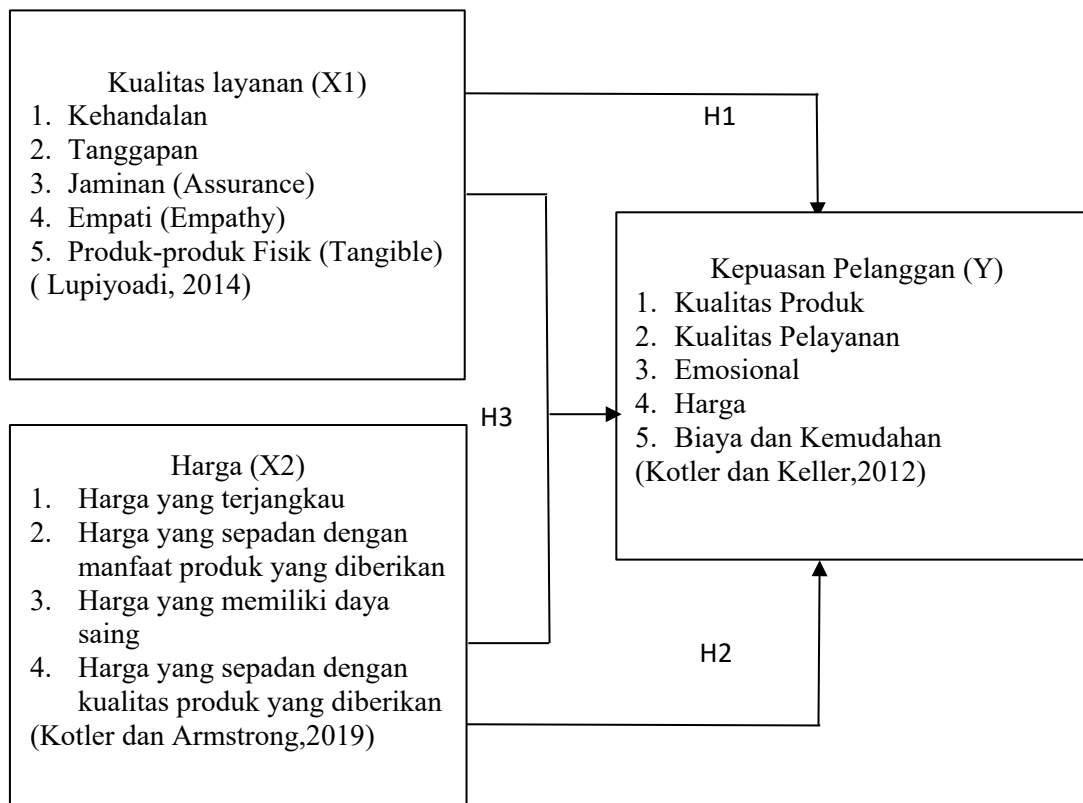 Kualitas layanan (X1)
1. Kehandalan
2. Tanggapan
3. Jaminan (Assurance)
4. Empati (Empathy)
5. Produk-produk Fisik (Tangible)
( Lupiyoadi, 2014)
H1
Kepuasan Pelanggan (Y)
1. Kualitas Produk
2. Kualitas Pelayanan
3. Emosional
4. Harga
5. Biaya dan Kemudahan
(Kotler dan Keller,2012)
H3
Harga (X2)
1. Harga yang terjangkau
2. Harga yang sepadan dengan
manfaat produk yang diberikan
3. Harga yang memiliki daya
saing
4. Harga yang sepadan dengan
kualitas produk yang diberikan
(Kotler dan Armstrong,2019)
H2